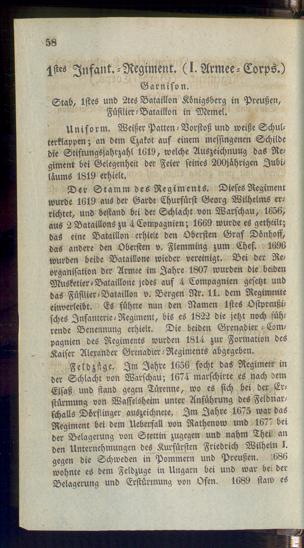 58
1stes Infant.-Regiment. (I. Armee-Corps.)
Garnison.
Stab, 1stes und 2tes Bataillon Königsberg in Preußen,
Füsilier-Bataillon in Memel.
Uniform. Weißer Patten-Vorstoß und weiße Schul-
terklappen; an dem Czakot auf einem messingenen Schilde
die Stiftungsjahrzahl 1619, welche Auszeichnung das Re-
giment bei Gelegenheit der Feier seines 200jährigen Jubi-
läums 1819 erhielt.
Der Stamm des Regiments. Dieses Regiment
wurde 1619 aus der Garde Churfürst Georg Wilhelms er-
richtet, und bestand bei der Schlacht von Warschau, 1656,
aus 2 Bataillons zu 4 Compagnien; 1669 wurde es getheilt;
das eine Bataillon erhielt den Obersten Graf Dönhoff,
das andere den Obersten v. Flemming zum Chef. 1696
wurden beide Bataillone wieder vereinigt. Bei der Re-
organisation der Armee im Jahre 1807 wurden die beiden
Musketier-Bataillone jedes auf 4 Compagnien gesetzt und
das Füsilier-Bataillon v. Bergen Nr. 11. dem Regimente
einverleibt. Es führte nun den Namen 1stes Ostpreußi-
sches Infanterie-Regiment, bis es 1822 die jetzt noch füh-
rende Benennung erhielt. Die beiden Grenadier-Com-
pagnien des Regiments wurden 1814 zur Formation des
Kaiser Alexander Grenadier-Regiments abgegeben.
Feldzüge. Im Jahre 1656 focht das Regiment in
der Schlacht von Warschau; 1674 marschirte es nach dem
Elsaß und stand gegen Türenne, wo es sich bei der Er-
stürmung von Wasselsheim unter Anführung des Feldmar-
schalls Dörflinger auszeichnete. Im Jahre 1675 war das
Regiment bei dem Ueberfall von Rathenow und 1677 bei
der Belagerung von Stettin zugegen und nahm Theil an
den Unternehmungen des Kurfürsten Friedrich Wilhelm I.
gegen die Schweden in Pommern und Preußen. 1686
wohnte es dem Feldzuge in Ungarn bei und war bei der
Belagerung und Erstürmung von Ofen. 1689 stand es